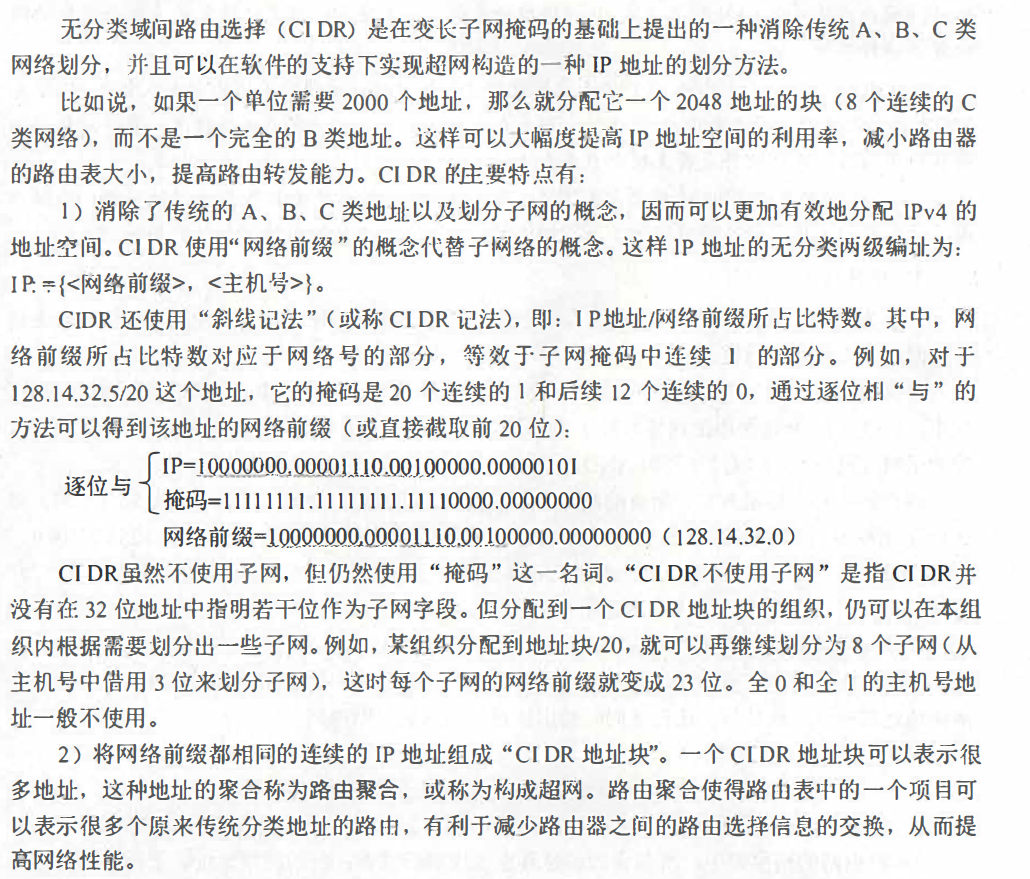 无分类域间路由选择（CIDR）是在变长子网掩码的基础上提出的一种消除传统 A、B、C 类
网络划分，并且可以在软件的支持下实现超网构造的一种 IP 地址的划分方法。
比如说，如果一个单位需要 2000 个地址，那么就分配它一个 2048 地址的块（8 个连续的 C
类网络），而不是一个完全的 B 类地址。这样可以大幅度提高 IP 地址空间的利用率，减小路由器
的路由表大小，提高路由转发能力。CIDR 的主要特点有：
1）消除了传统的 A、B、C 类地址以及划分子网的概念，因而可以更加有效地分配 IPv4 的
地址空间。CIDR 使用“网络前缀”的概念代替子网络的概念。这样 IP 地址的无分类两级编址为：
IP::={<网络前缀>，<主机号>}。
CIDR 还使用“斜线记法”（或称 CIDR 记法），即：IP地址/网络前缀所占比特数。其中，网
络前缀所占比特数对应于网络号的部分，等效于子网掩码中连续 1 的部分。例如，对于
128.14.32.5/20 这个地址，它的掩码是 20 个连续的 1 和后续 12 个连续的 0，通过逐位相“与”的
方法可以得到该地址的网络前缀（或直接截取前 20 位）：
IP=10000000.00001110.00100000.00000101
逐位与
掩码=11111111.11111111.11110000.00000000
网络前缀=10000000.00001110.00100000.00000000（128.14.32.0）
CIDR虽然不使用子网，但仍然使用“掩码”这一名词。“CIDR不使用子网”是指 CIDR并
没有在 32 位地址中指明若干位作为子网字段。但分配到一个 CIDR 地址块的组织，仍可以在本组
织内根据需要划分出一些子网。例如，某组织分配到地址块/20，就可以再继续划分为 8 个子网（从
主机号中借用 3 位来划分子网），这时每个子网的网络前缀就变成 23 位。全 0 和全 1 的主机号地
址一般不使用。
2）将网络前缀都相同的连续的 IP 地址组成“CIDR 地址块”。一个 CIDR 地址块可以表示很
多地址，这种地址的聚合称为路由聚合，或称为构成超网。路由聚合使得路由表中的一个项目可
以表示很多个原来传统分类地址的路由，有利于减少路由器之间的路由选择信息的交换，从而提
高网络性能。